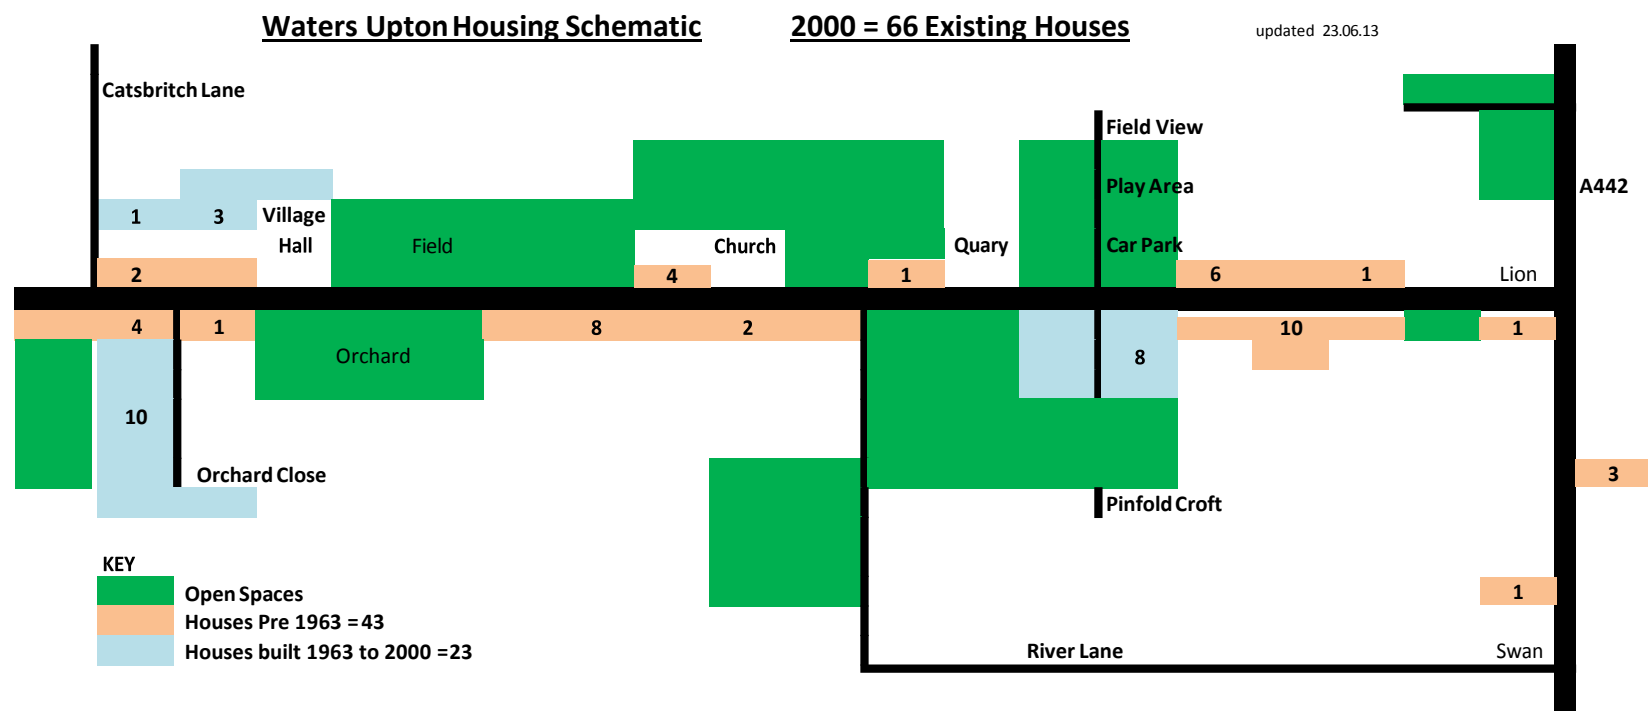 Waters Upton Housing Schematic 2000 = 66 Existing Houses updated 23.06.13
Catsbritch Lane
Field View
Play Area
A442
1 3 Village
Hall Field Church Quary Car Park
2 4 1 6 1 Lion
4 1 8 2 10 1
Orchard 8
10
Orchard Close 3
Pinfold Croft
KEY
Open Spaces 1
Houses Pre 1963 = 43
Houses built 1963 to 2000 =23 River Lane Swan